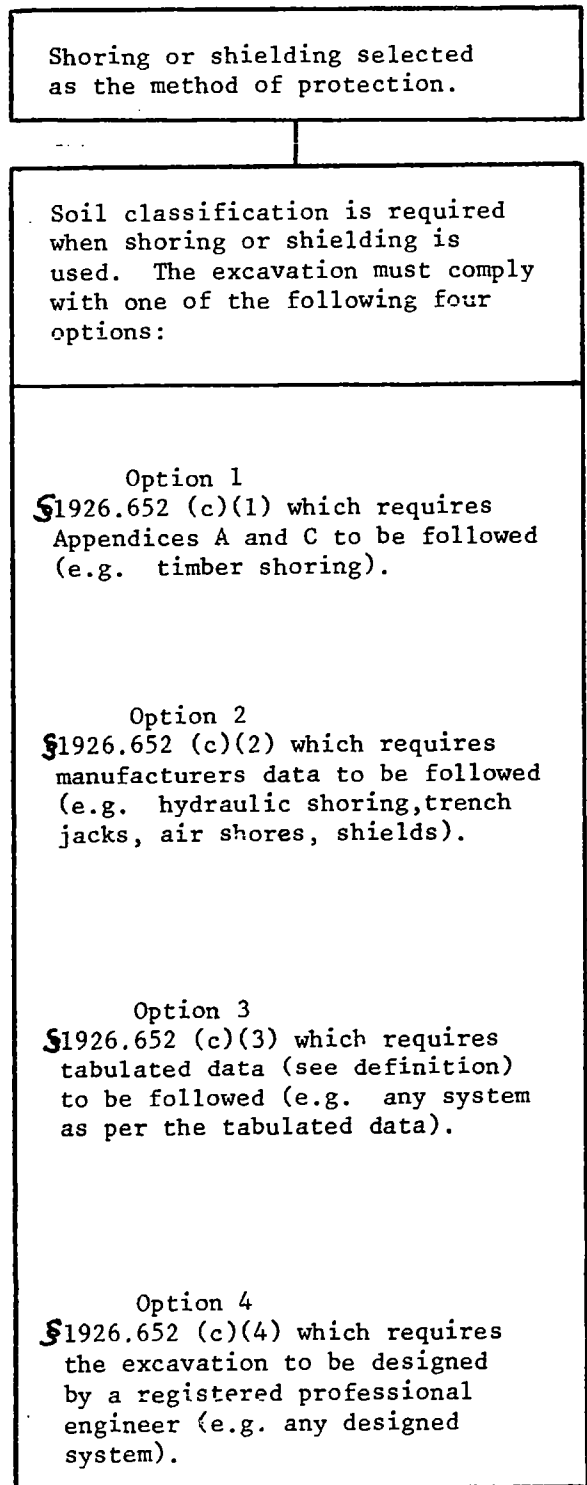 Shoring or shielding selected
as the method of protection.
Soil classification is required
when shoring or shielding is
used. The excavation must comply
with one of the following four
options:
Option 1
§1926.652 (c)(1) which requires
Appendices A and C to be followed
(e.g. timber shoring).
Option 2
§1926.652 (c)(2) which requires
manufacturers data to be followed
(e.g. hydraulic shoring,trench
jacks, air shores, shields).
Option 3
§1926.652 (c)(3) which requires
tabulated data (see definition)
to be followed (e.g. any system
as per the tabulated data).
Option 4
§1926.652 (c)(4) which requires
the excavation to be designed
by a registered professional
engineer (e.g. any designed
system).